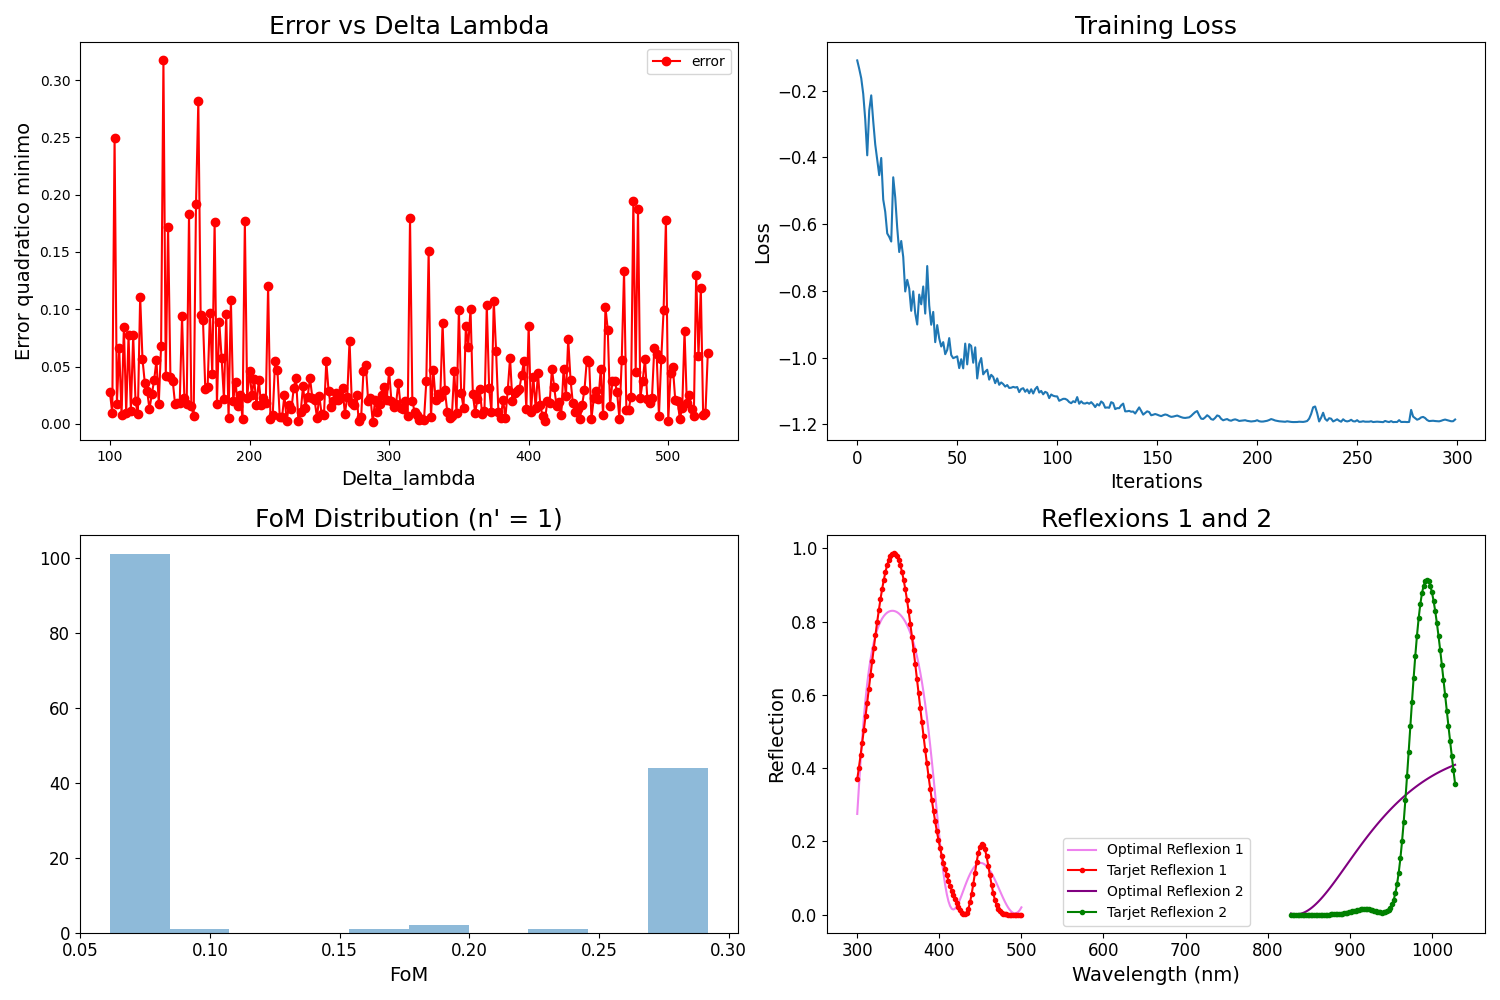 Error vs Delta Lambda
error
Error quadratico minimo
0.30
0.25
0.20
0.15
0.10
0.05
0.00
100 200 300 400 500
Delta_lambda
Training Loss
Loss
−0.2
−0.4
−0.6
−0.8
−1.0
−1.2
0 50 100 150 200 250 300
Iterations
FoM Distribution (n' = 1)
100
80
60
40
20
0
0.05 0.10 0.15 0.20 0.25 0.30
FoM
Reflexions 1 and 2
Reflection
1.0
0.8
0.6
0.4
0.2
0.0
Optimal Reflexion 1
Tarjet Reflexion 1
Optimal Reflexion 2
Tarjet Reflexion 2
300 400 500 600 700 800 900 1000
Wavelength (nm)